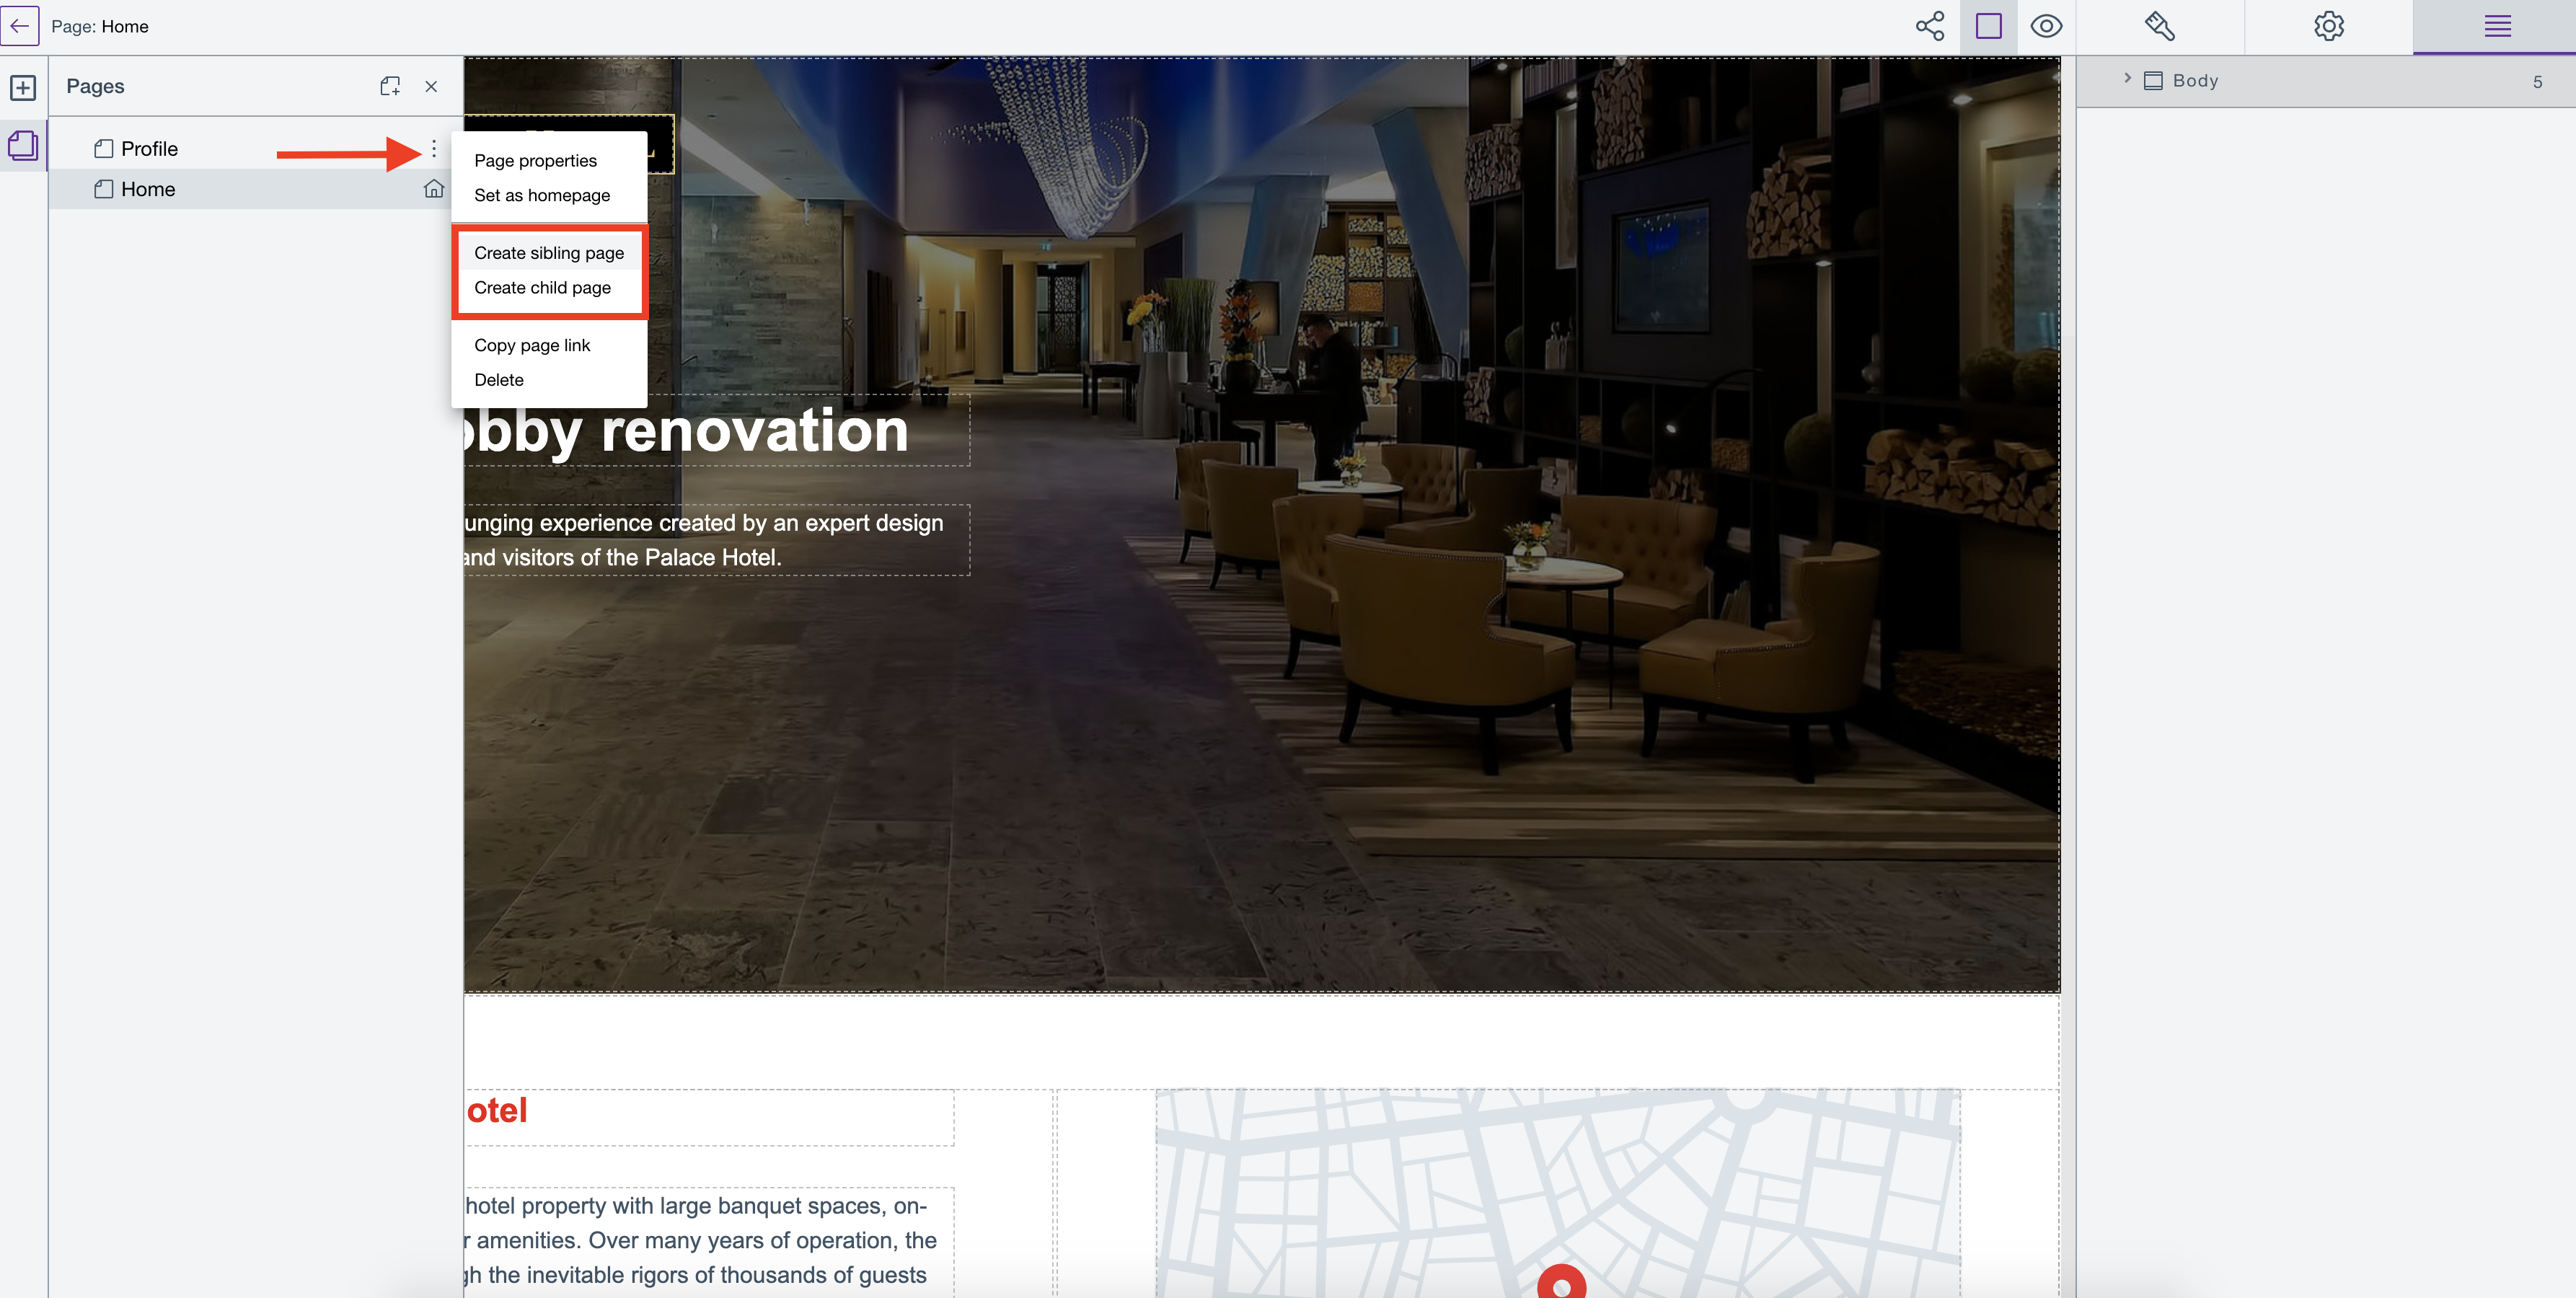 Page: Home
Pages
Profile
Home
Page properties
Set as homepage
Create sibling page
Create child page
Copy page link
Delete
Body 5
obby renovation
unging experience created by an expert design
and visitors of the Palace Hotel.
otel
hotel property with large banquet spaces, on-
r amenities. Over many years of operation, the
gh the inevitable rigors of thousands of guests